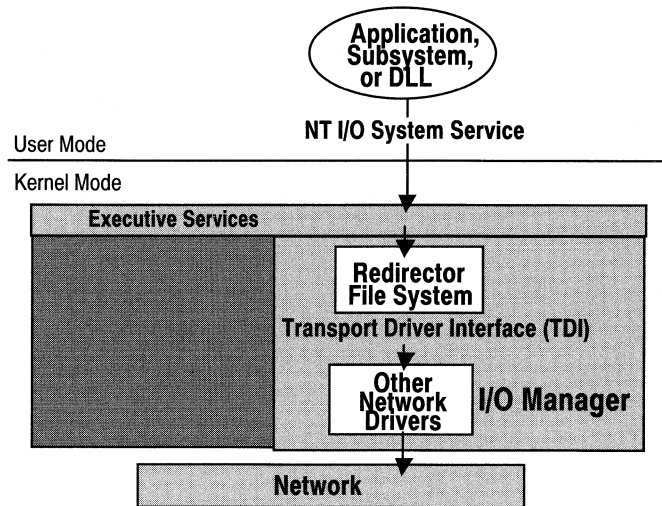 Application,
Subsystem,
or DLL
NT I/O System Service
User Mode
Kernel Mode
Executive Services
Redirector
File System
Transport Driver Interface (TDI)
Other
Network
Drivers
I/O Manager
Network